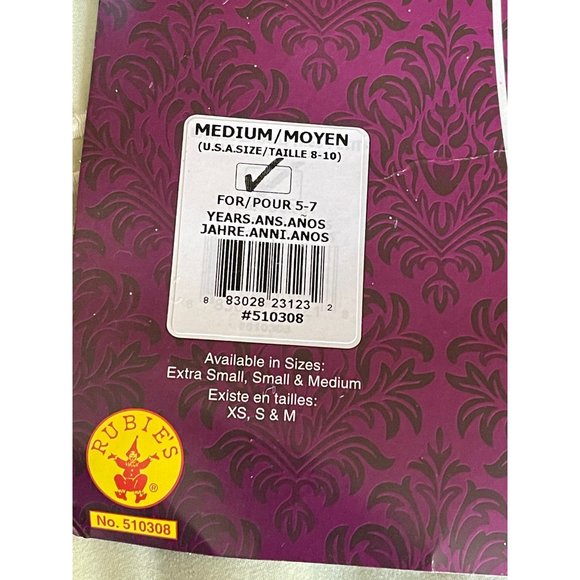 MEDIUM/MOYEN
(U.S.A.SIZE/TAILLE 8-10)
FOR/POUR 5-7
YEARS.ANS.AÑOS
JAHRE.ANNI.ANOS
8 83028 23123 2
#510308
Available in Sizes:
Extra Small, Small & Medium
Existe en tailles:
XS, S & M
RUBIE'S
®
No. 510308